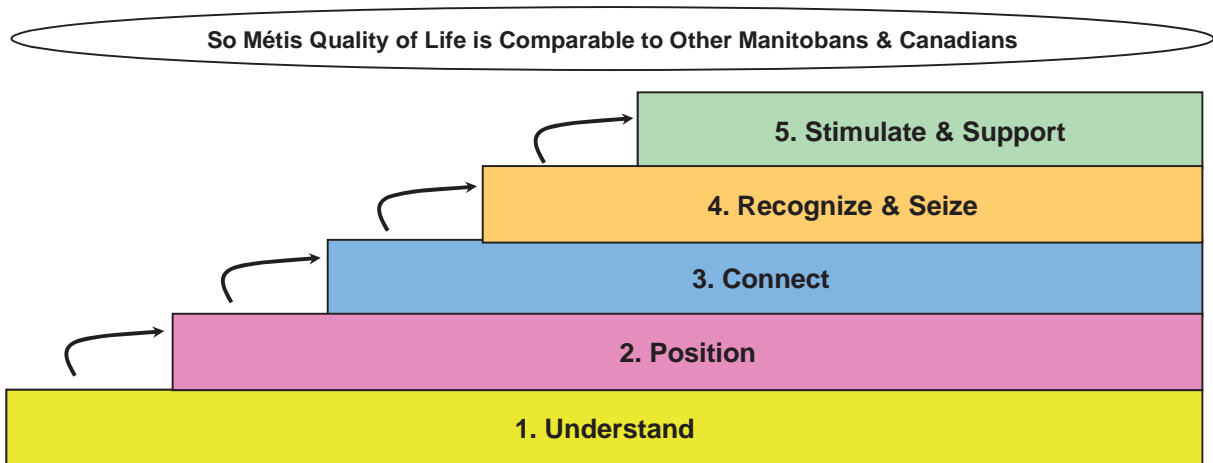 So Métis Quality of Life is Comparable to Other Manitobans & Canadians
5. Stimulate & Support
4. Recognize & Seize
3. Connect
2. Position
1. Understand